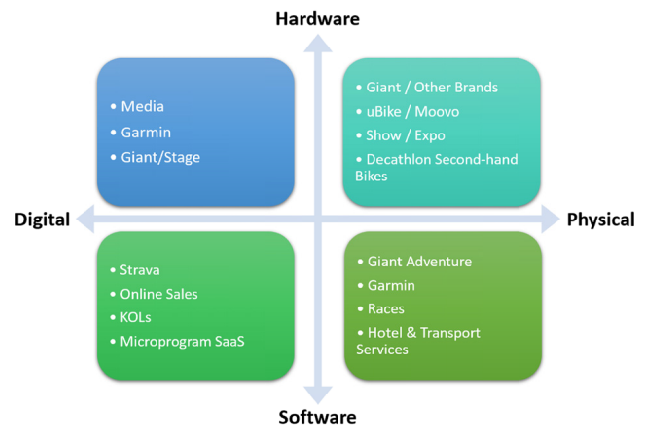 Hardware
• Media
• Garmin
• Giant/Stage
• Giant / Other Brands
• uBike / Moovo
• Show / Expo
• Decathlon Second-hand
Bikes
Digital
Physical
• Strava
• Online Sales
• KOLs
• Microprogram SaaS
• Giant Adventure
• Garmin
• Races
• Hotel & Transport
Services
Software